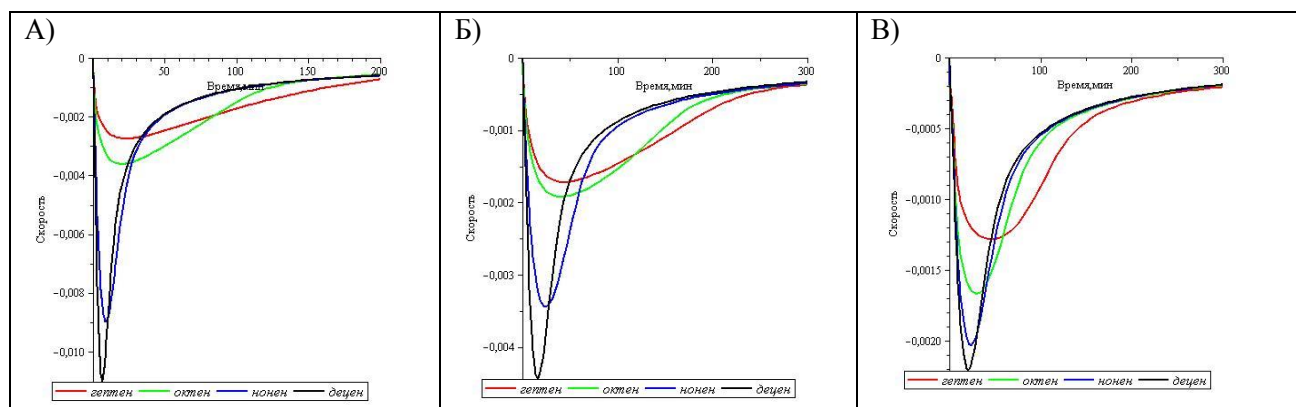 А)
0
50
100
150
200
Время,мин
−0,002
−0,004
−0,006
−0,008
−0,010
Скорость
гептен октен нонен децен
Б)
0
100
200
300
Время,мин
−0,001
−0,002
−0,003
−0,004
Скорость
гептен октен нонен децен
В)
0
100
200
300
Время,мин
−0,0005
−0,0010
−0,0015
−0,0020
Скорость
гептен октен нонен децен